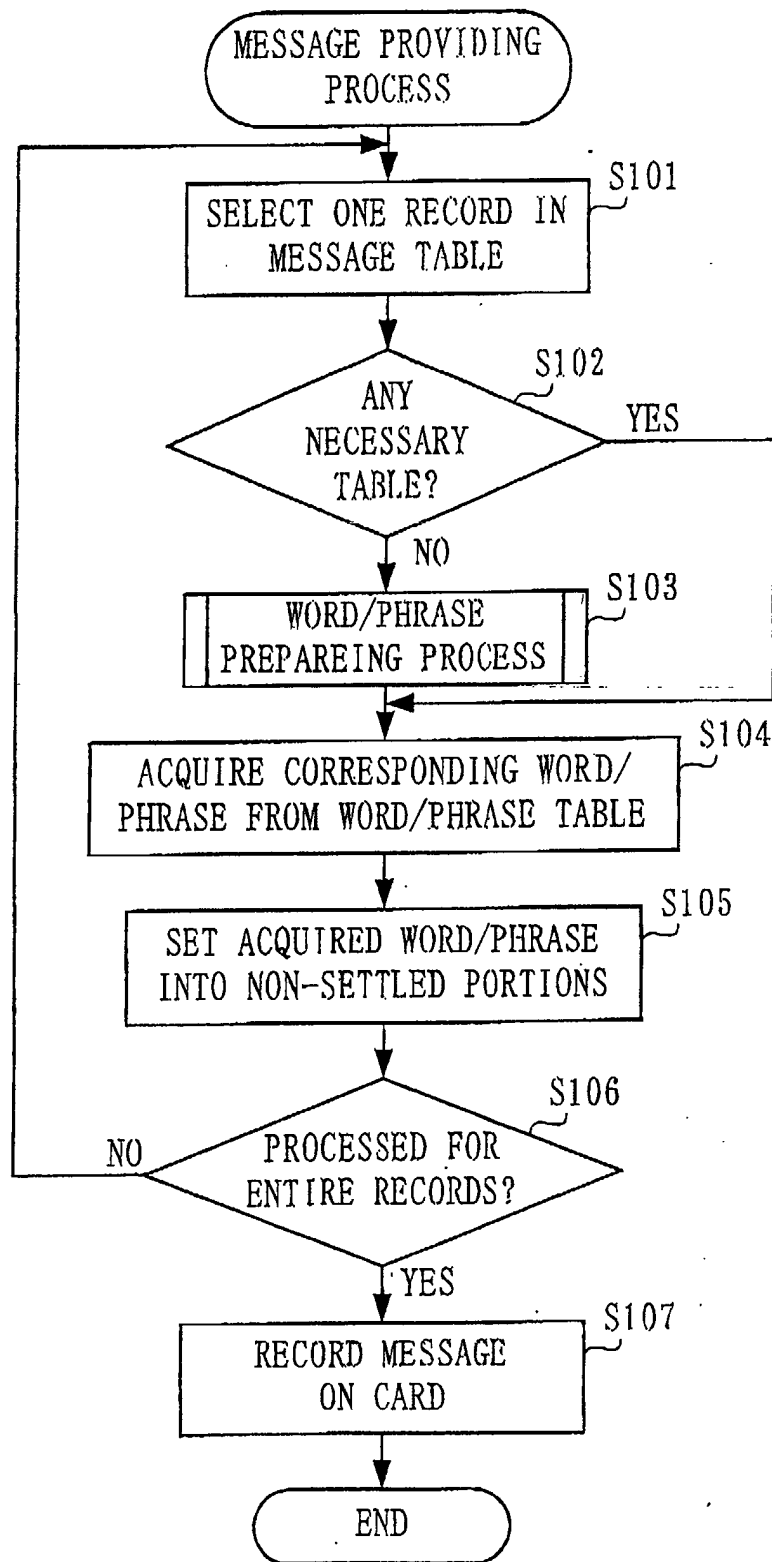 MESSAGE PROVIDING
PROCESS
S101
SELECT ONE RECORD IN
MESSAGE TABLE
S102
ANY
NECESSARY
TABLE?
YES
NO
S103
WORD/PHRASE
PREPAREING PROCESS
S104
ACQUIRE CORRESPONDING WORD/
PHRASE FROM WORD/PHRASE TABLE
S105
SET ACQUIRED WORD/PHRASE
INTO NON-SETTLED PORTIONS
S106
NO
PROCESSED FOR
ENTIRE RECORDS?
YES
S107
RECORD MESSAGE
ON CARD
END